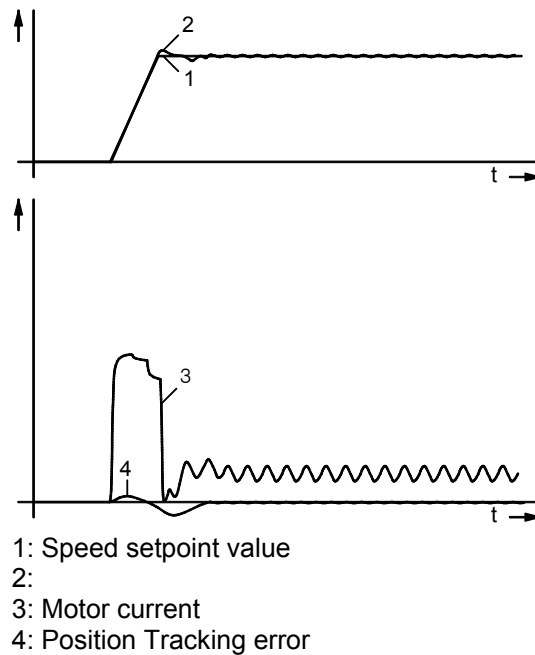 2
1
t
3
4
t
1: Speed setpoint value
2:
3: Motor current
4: Position Tracking error